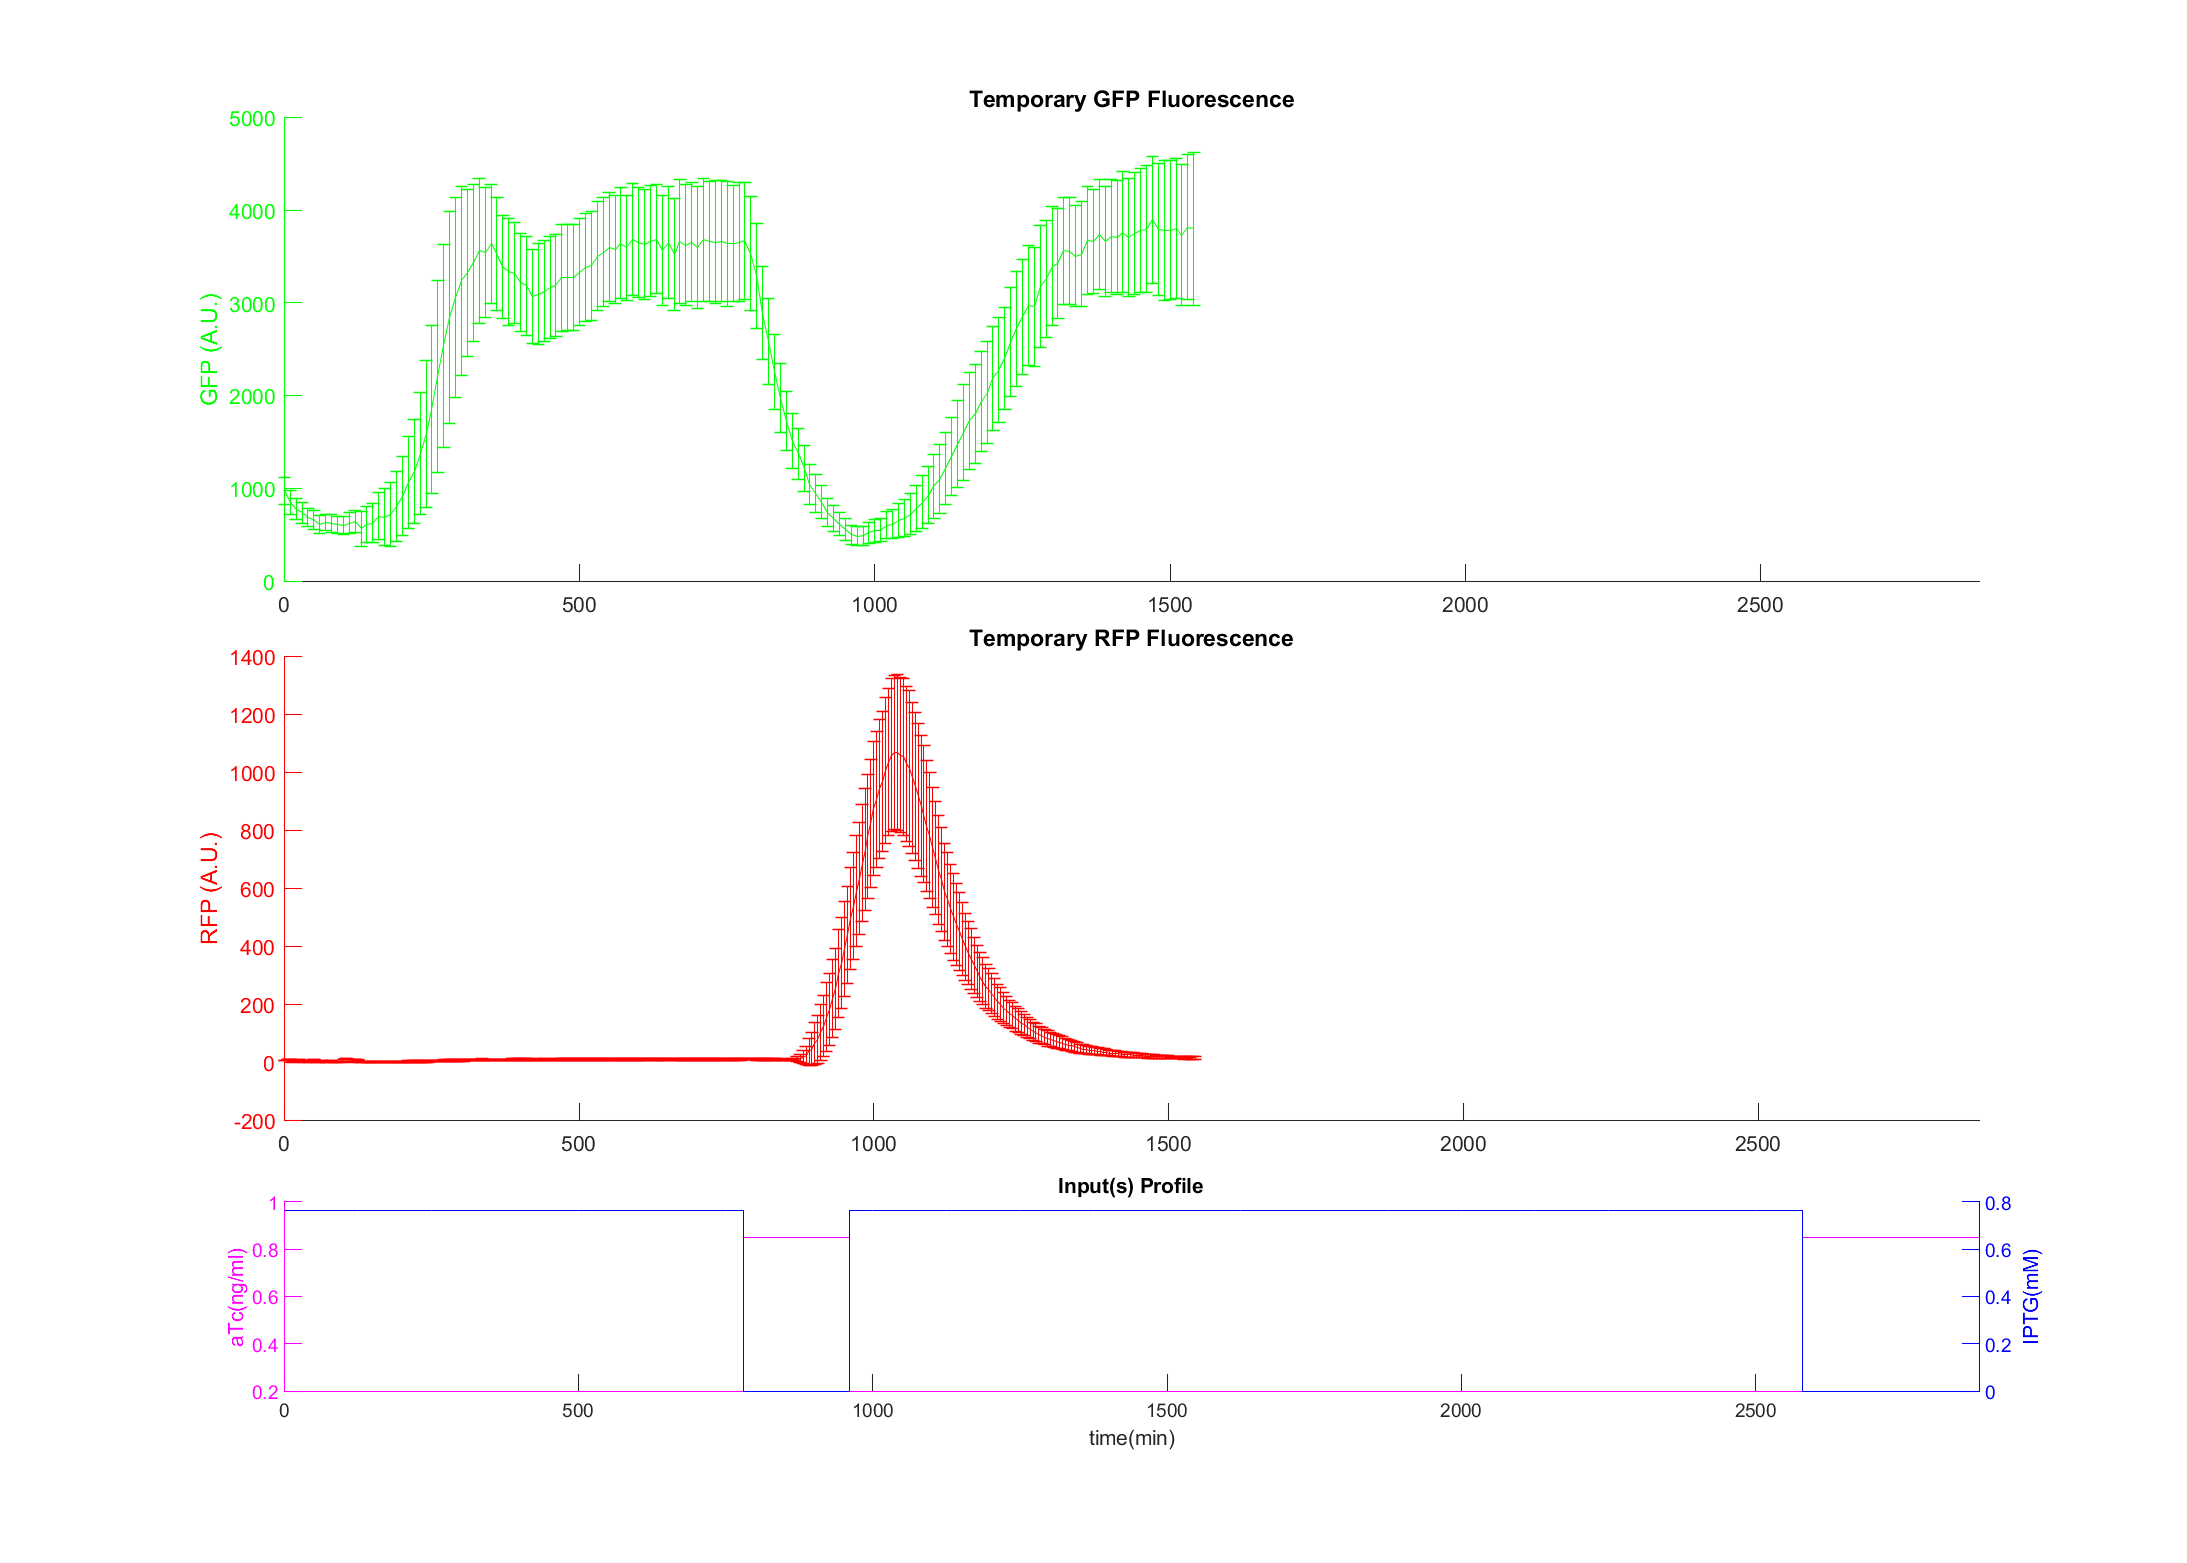 Temporary GFP Fluorescence
5000
4000
3000
2000
1000
0
GFP (A.U.)
0 500 1000 1500 2000 2500
Temporary RFP Fluorescence
1400
1200
1000
800
600
400
200
0
-200
RFP (A.U.)
0 500 1000 1500 2000 2500
Input(s) Profile
1
0.8
0.6
0.4
0.2
aTc(ng/ml)
0.8
0.6
0.4
0.2
0
IPTG(mM)
0 500 1000 1500 2000 2500
time(min)